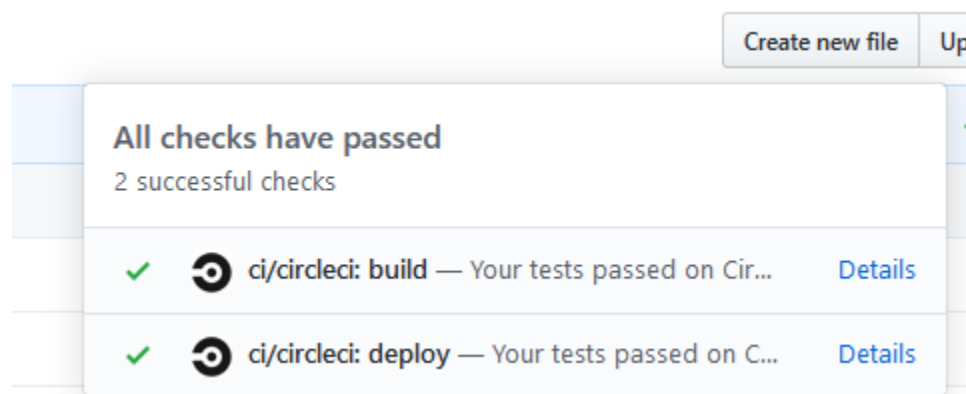 Create new file Up
All checks have passed
2 successful checks
ci/circleci: build — Your tests passed on Cir... Details
ci/circleci: deploy — Your tests passed on C... Details